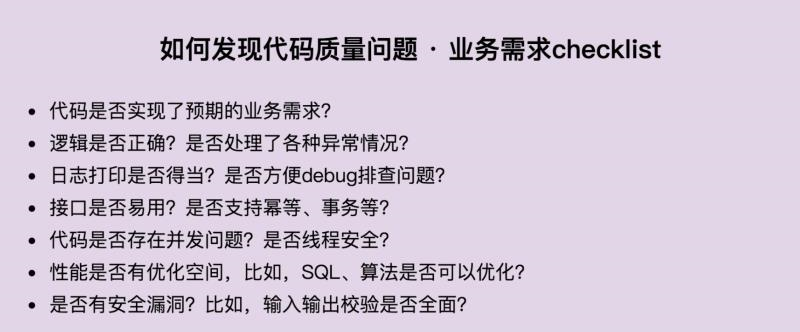 如何发现代码质量问题 · 业务需求checklist
• 代码是否实现了预期的业务需求？
• 逻辑是否正确？是否处理了各种异常情况？
• 日志打印是否得当？是否方便debug排查问题？
• 接口是否易用？是否支持幂等、事务等？
• 代码是否存在并发问题？是否线程安全？
• 性能是否有优化空间，比如，SQL、算法是否可以优化？
• 是否有安全漏洞？比如，输入输出校验是否全面？